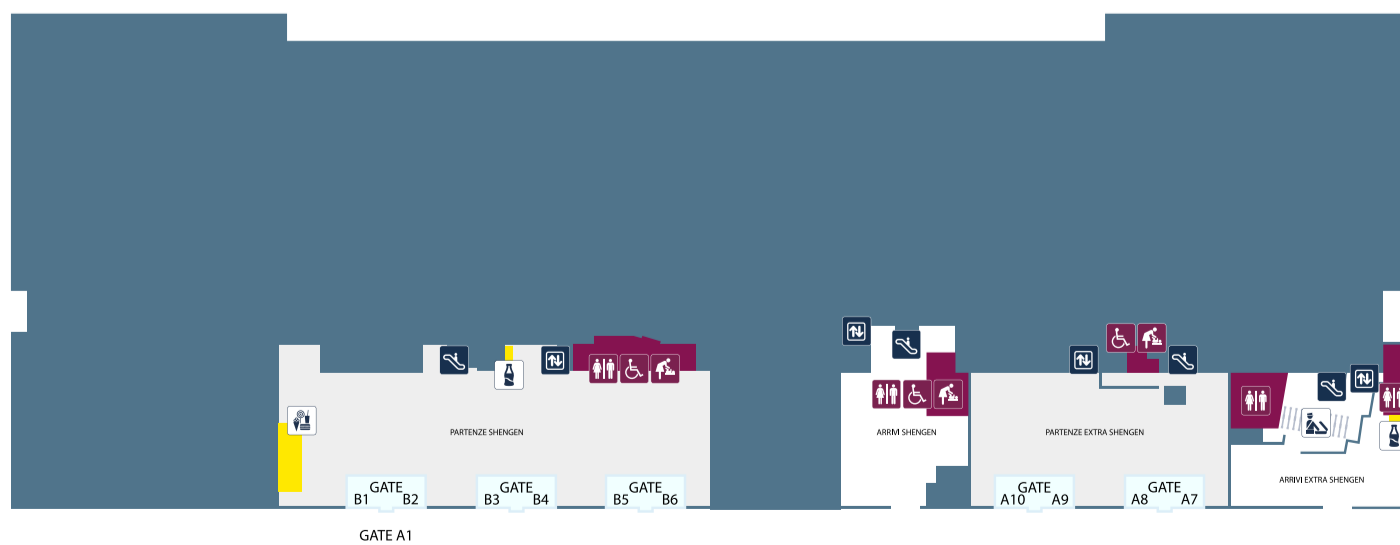 PARTENZE SHENGEN
ARRIVI SHENGEN
PARTENZE EXTRA SHENGEN
ARRIVI EXTRA SHENGEN
GATE
B1 B2
GATE
B3 B4
GATE
B5 B6
GATE
A10 A9
GATE
A8 A7
GATE A1